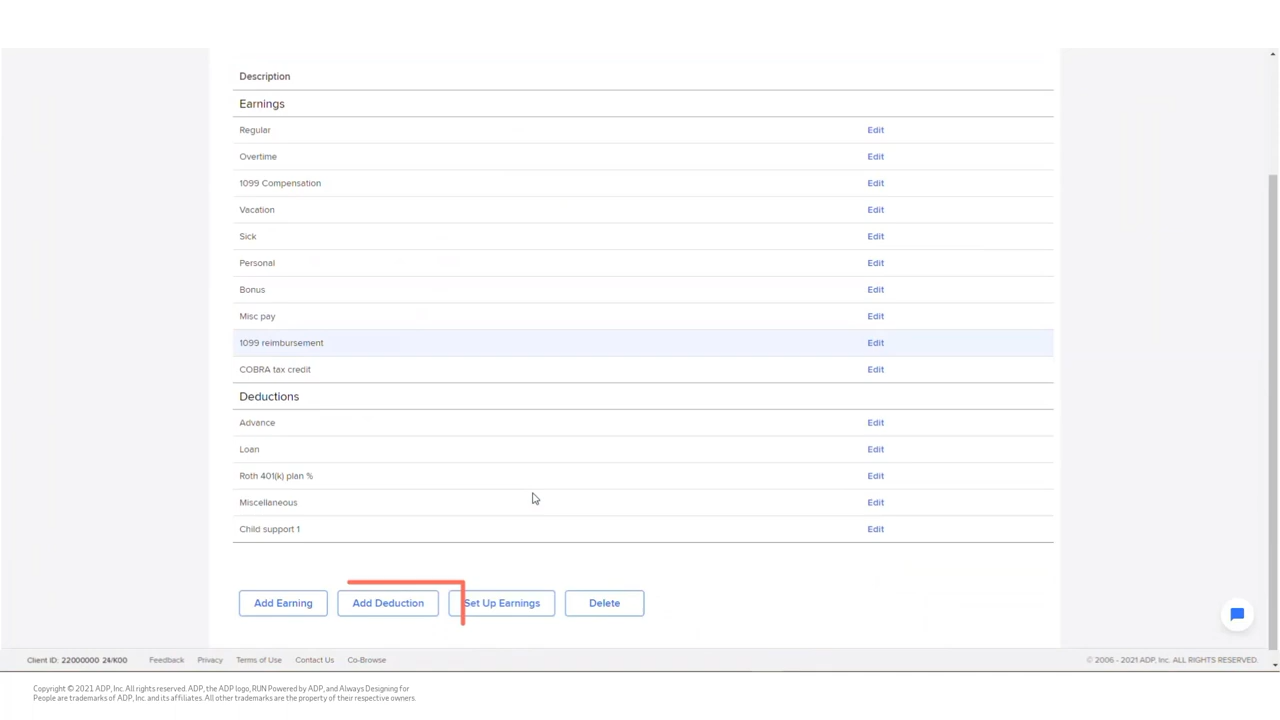 Description
Earnings
Regular Edit
Overtime Edit
1099 Compensation Edit
Vacation Edit
Sick Edit
Personal Edit
Bonus Edit
Misc pay Edit
1099 reimbursement Edit
COBRA tax credit Edit
Deductions
Advance Edit
Loan Edit
Roth 401(k) plan % Edit
Miscellaneous Edit
Child support 1 Edit
Add Earning Add Deduction Set Up Earnings Delete
Client ID: 22000000 24/K00 Feedback Privacy Terms of Use Contact Us Co-Browse © 2006 - 2021 ADP, Inc. ALL RIGHTS RESERVED.
Copyright © 2021 ADP, Inc. All rights reserved. ADP, the ADP logo, RUN Powered by ADP, and Always Designing for
People are trademarks of ADP, Inc. and its affiliates. All other trademarks are the property of their respective owners.